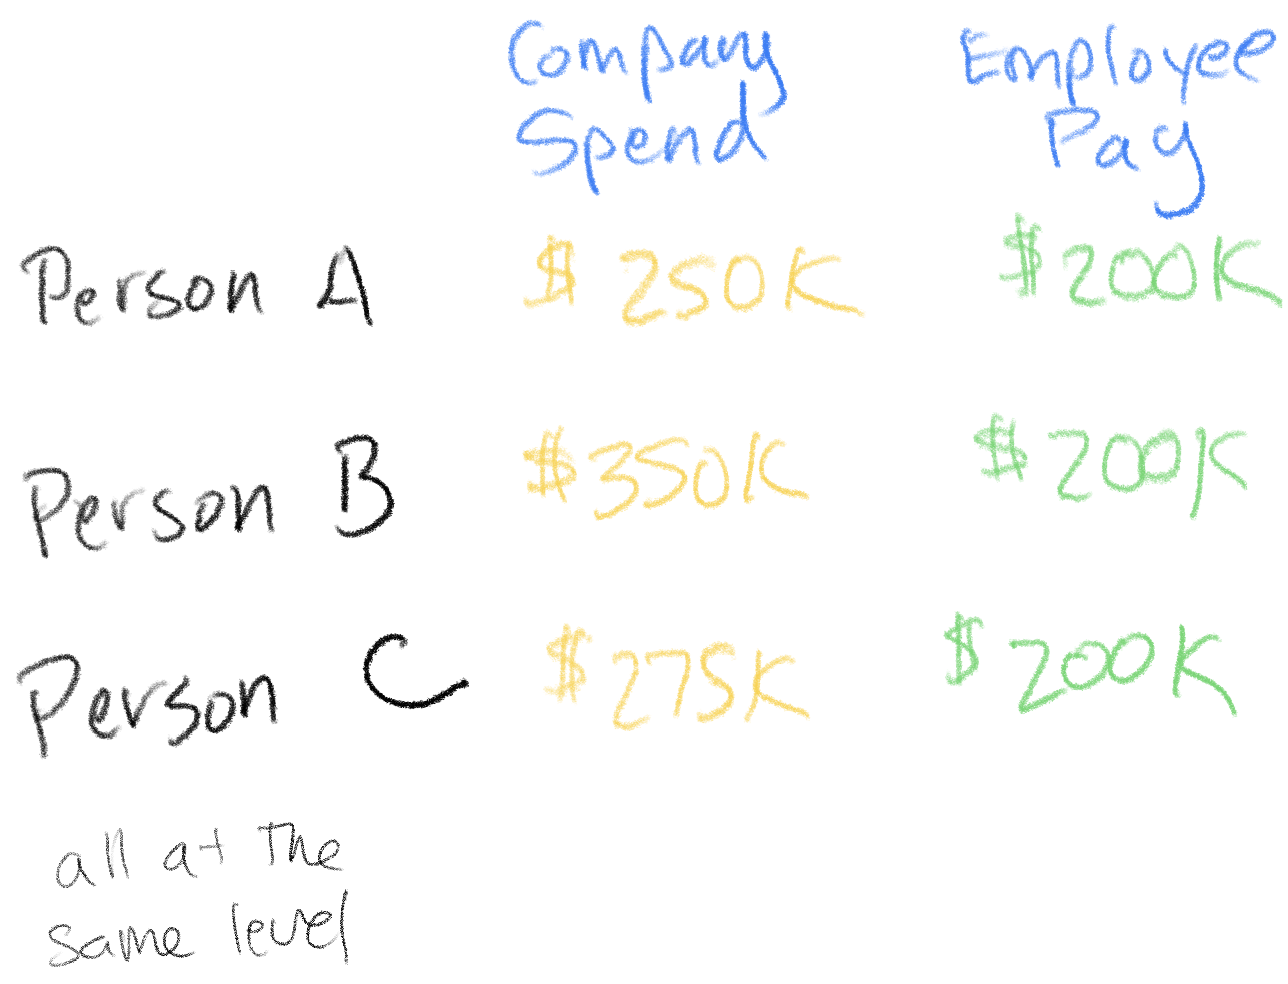 Company Spend
Employee Pay
Person A $250K $200K
Person B $350K $200K
Person C $275K $200K
all at the
same level